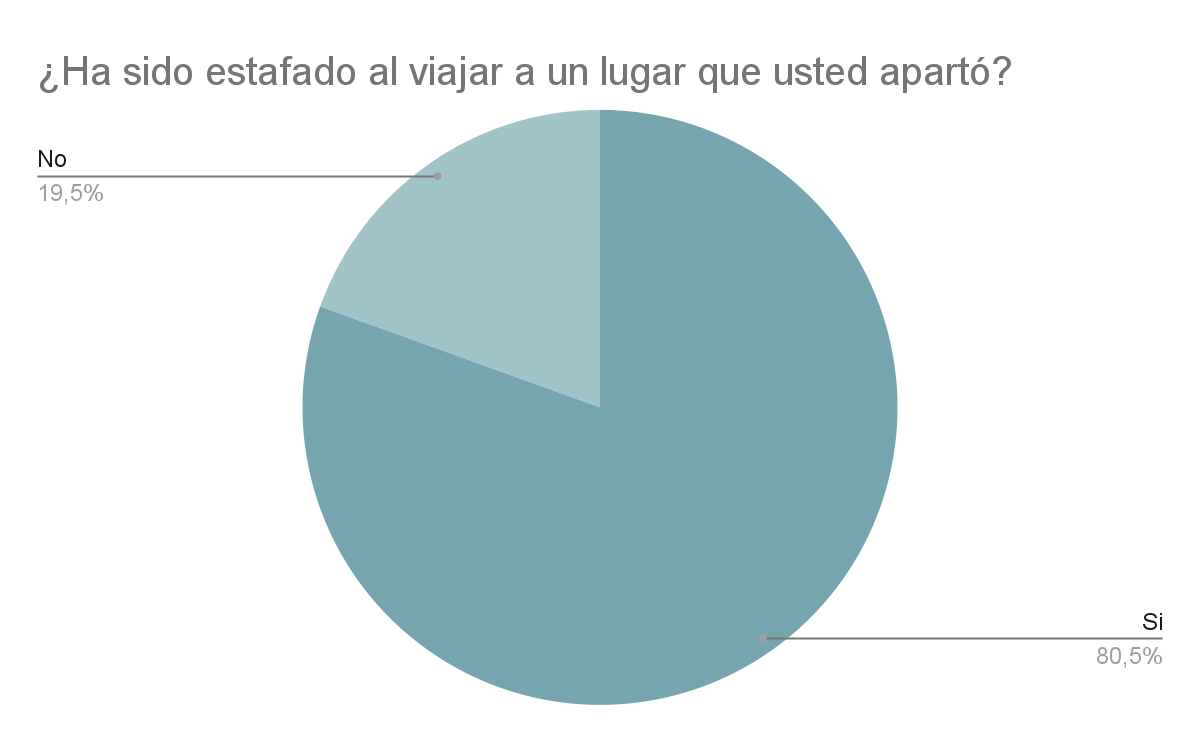 ¿Ha sido estafado al viajar a un lugar que usted apartó?
No
19,5%
Si
80,5%